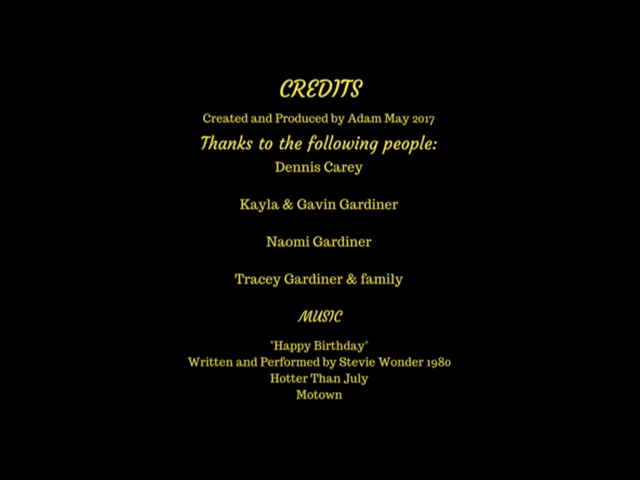 CREDITS
Created and Produced by Adam May 2017
Thanks to the following people:
Dennis Carey
Kayla & Gavin Gardiner
Naomi Gardiner
Tracey Gardiner & family
MUSIC
"Happy Birthday"
Written and Performed by Stevie Wonder 1980
Hotter Than July
Motown